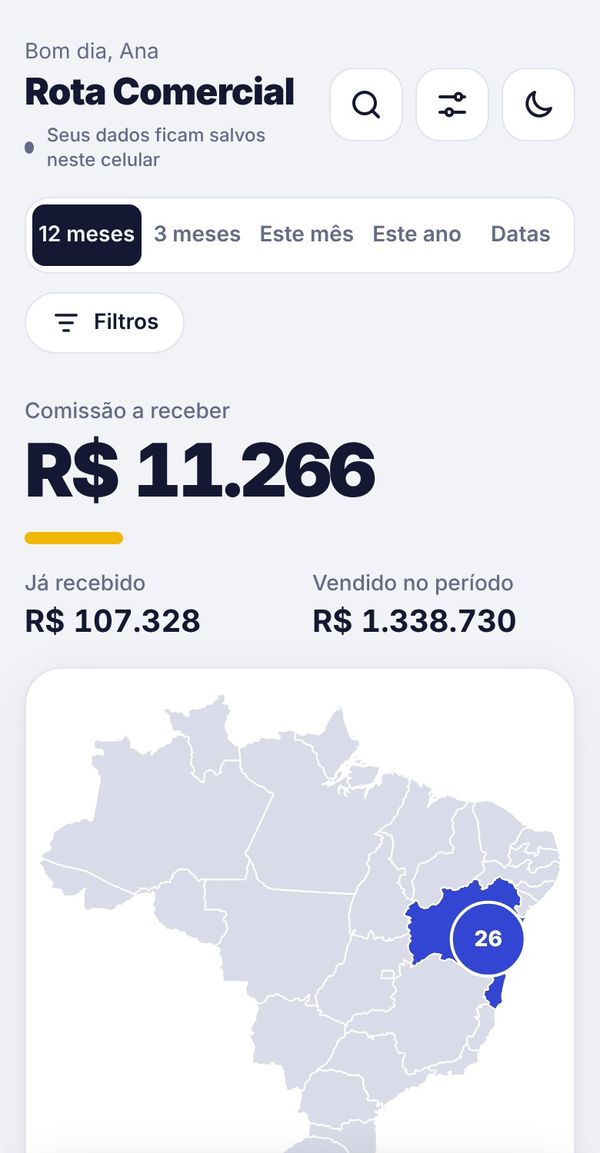 Bom dia, Ana
Rota Comercial
Seus dados ficam salvos
neste celular
12 meses 3 meses Este mês Este ano Datas
Filtros
Comissão a receber
R$ 11.266
Já recebido Vendido no período
R$ 107.328 R$ 1.338.730
26